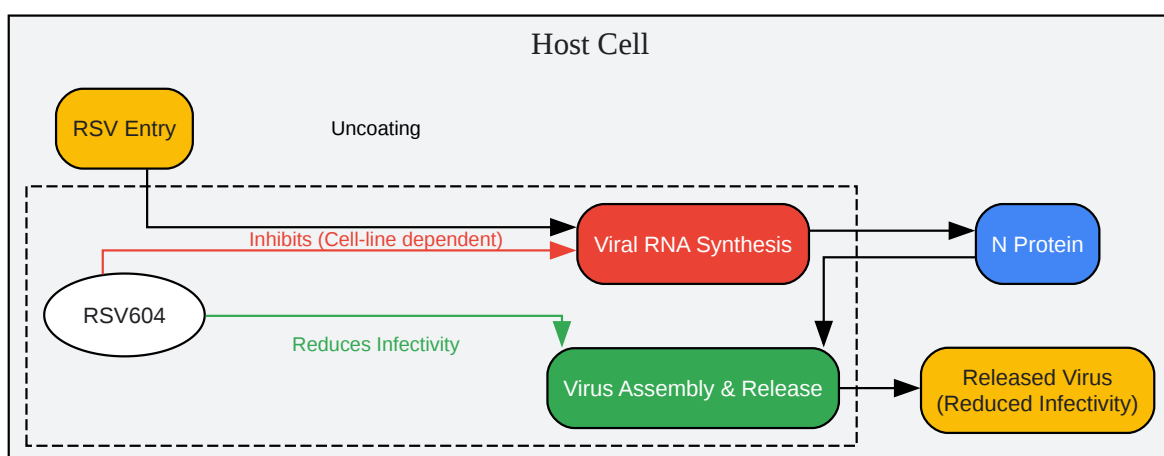 Host Cell
RSV Entry
Uncoating
Inhibits (Cell-line dependent)
Viral RNA Synthesis
N Protein
RSV604
Reduces Infectivity
Virus Assembly & Release
Released Virus
(Reduced Infectivity)